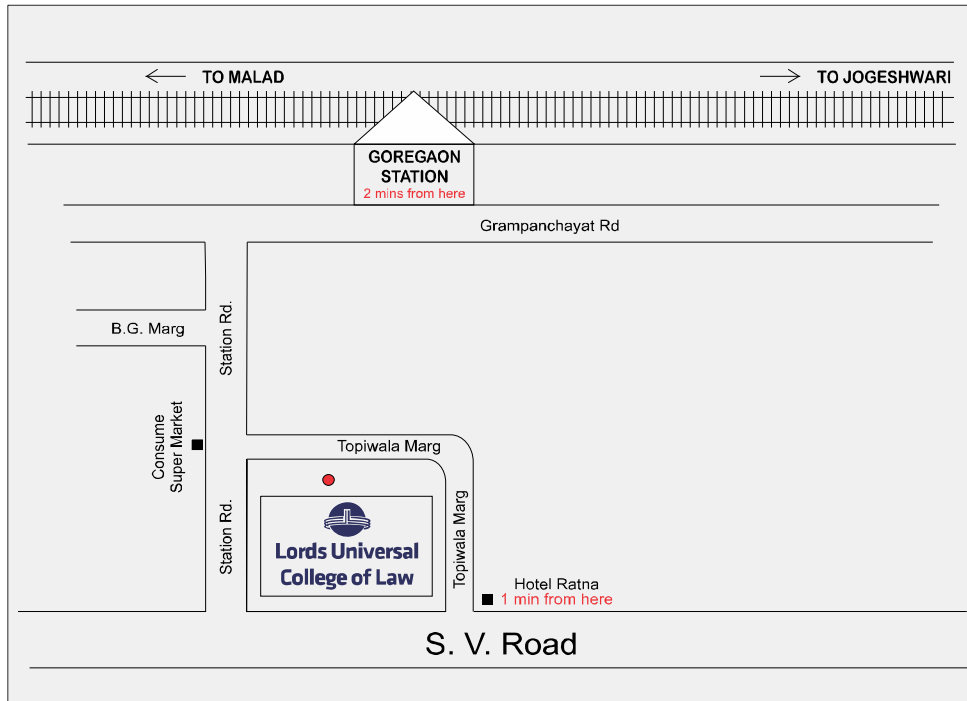 TO MALAD
TO JOGESHWARI
GOREGAON
STATION
2 mins from here
Grampanchayat Rd
B.G. Marg
Station Rd.
Consume
Super Market
Topiwala Marg
Station Rd.
Lords Universal
College of Law
Topiwala Marg
Hotel Ratna
1 min from here
S. V. Road